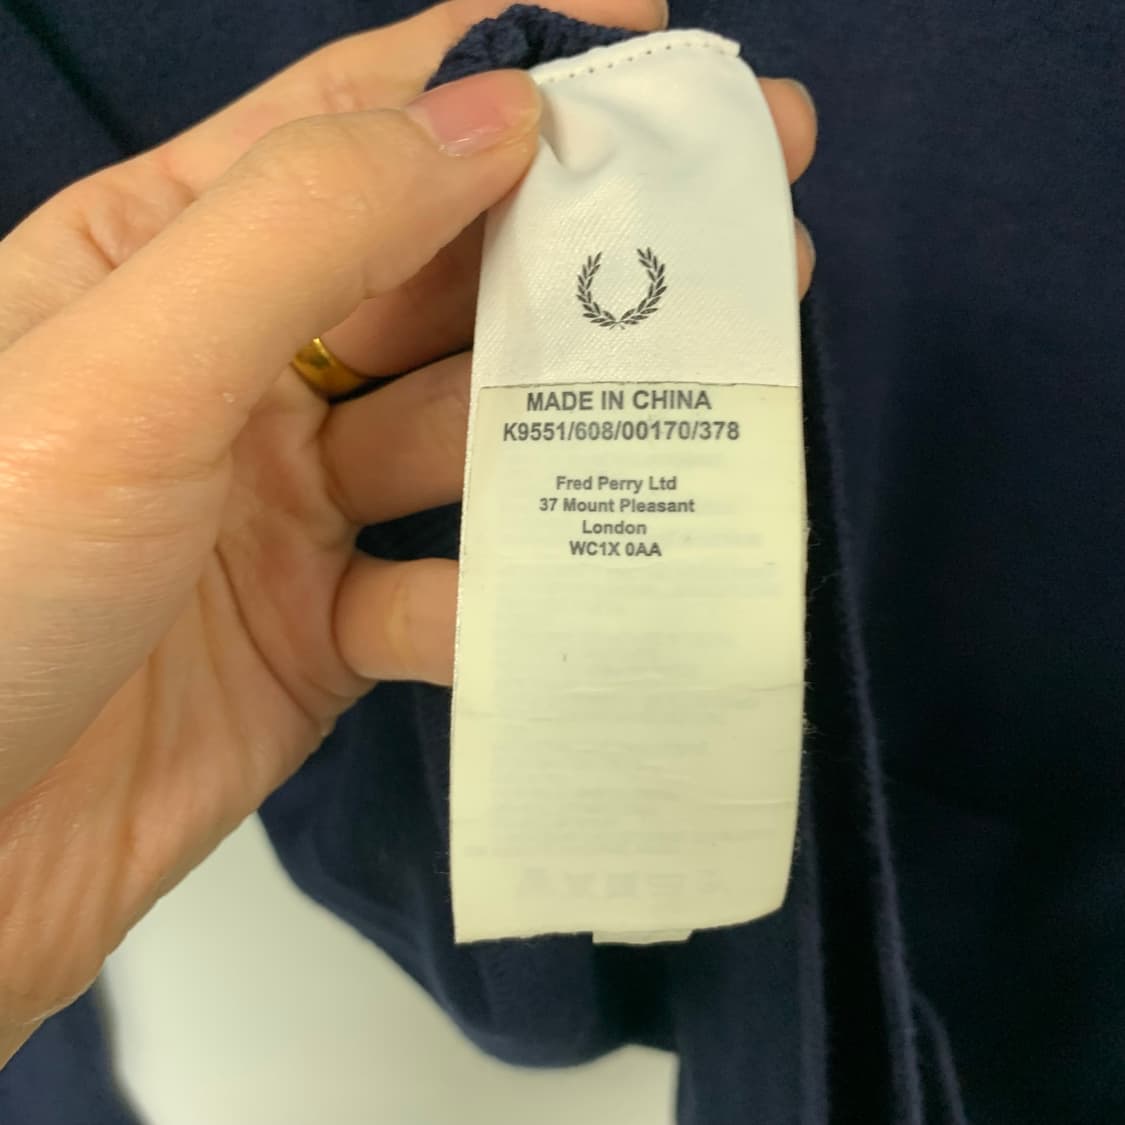 MADE IN CHINA
K9551/608/00170/378
Fred Perry Ltd
37 Mount Pleasant
London
WC1X 0AA